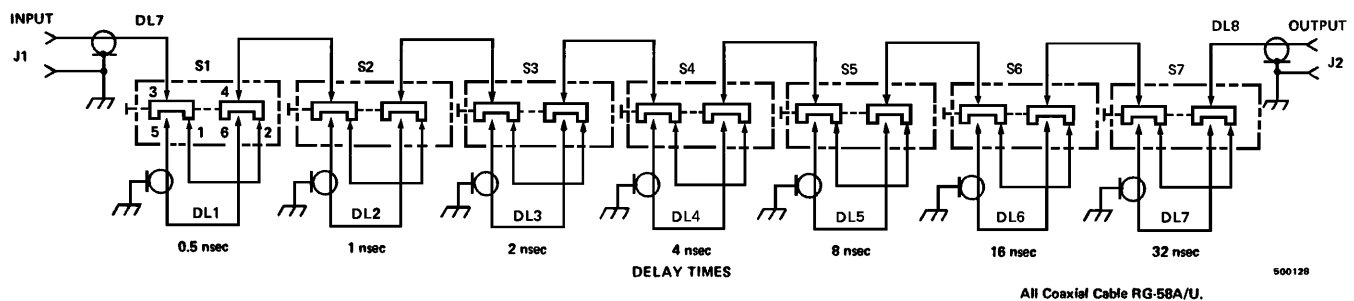 INPUT DL7 DL8 OUTPUT
J1 J2
S1 S2 S3 S4 S5 S6 S7
3 4
5 1 6 2
DL1 DL2 DL3 DL4 DL5 DL6 DL7
0.5 nsec 1 nsec 2 nsec 4 nsec 8 nsec 16 nsec 32 nsec
DELAY TIMES
500128
All Coaxial Cable RG-58A/U.